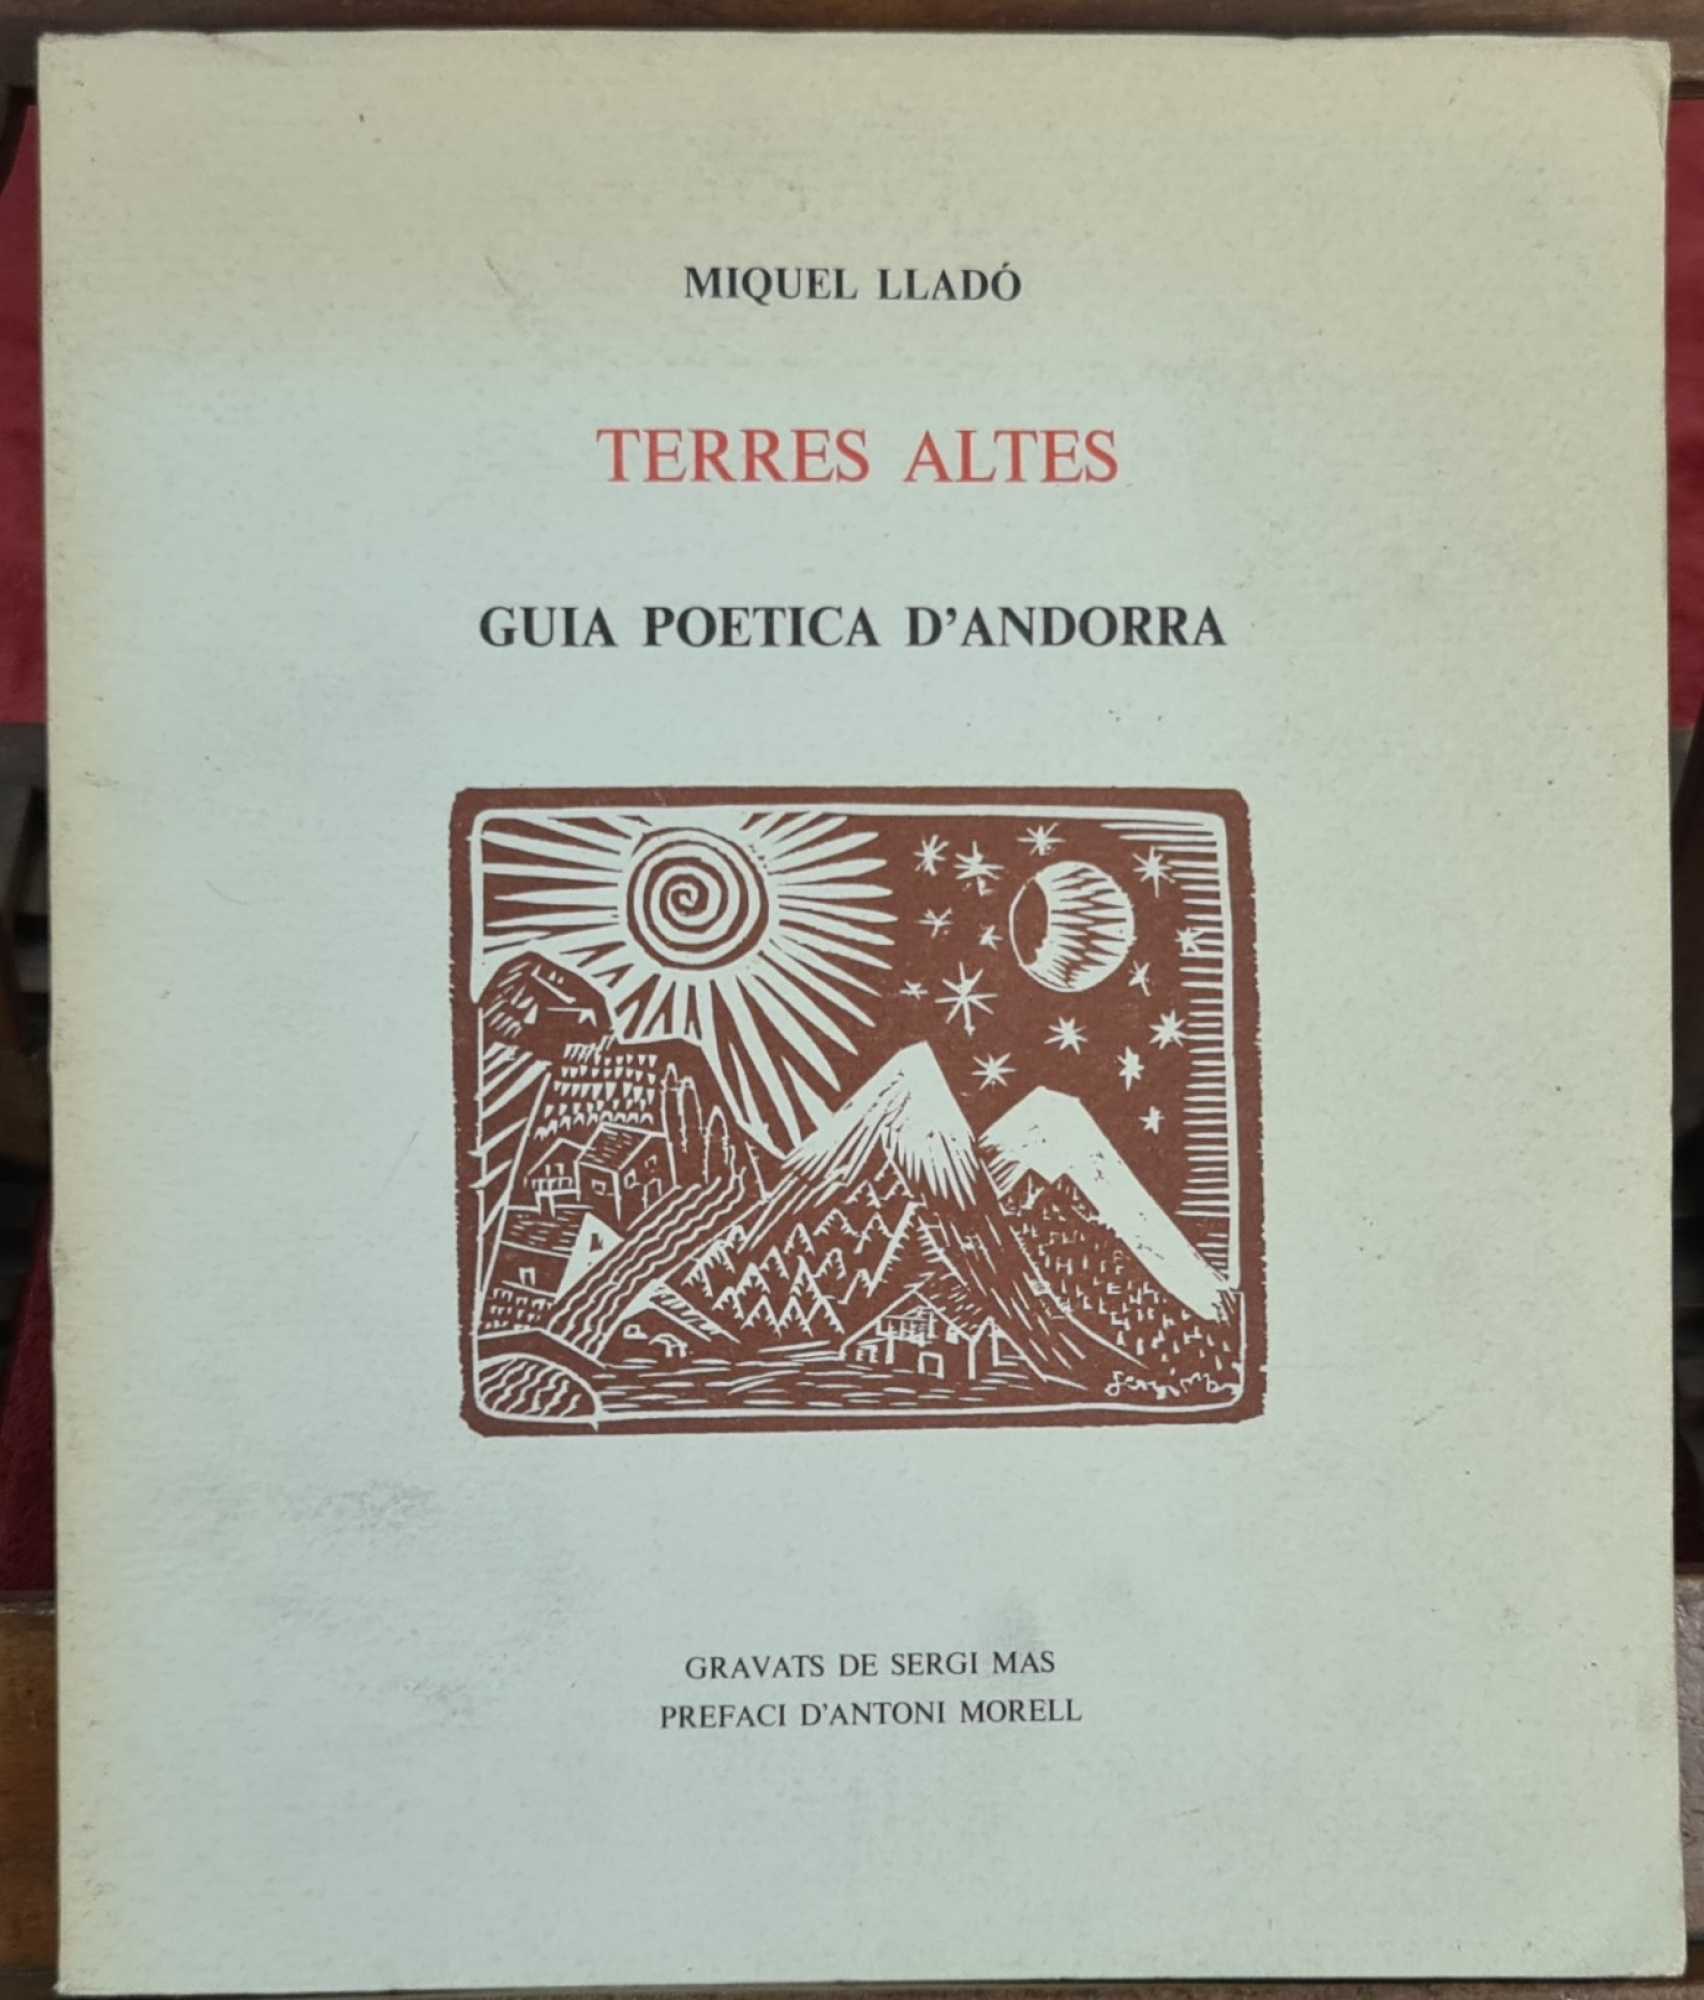 MIQUEL LLADÓ
TERRES ALTES
GUIA POETICA D'ANDORRA
GRAVATS DE SERGI MAS
PREFACI D'ANTONI MORELL